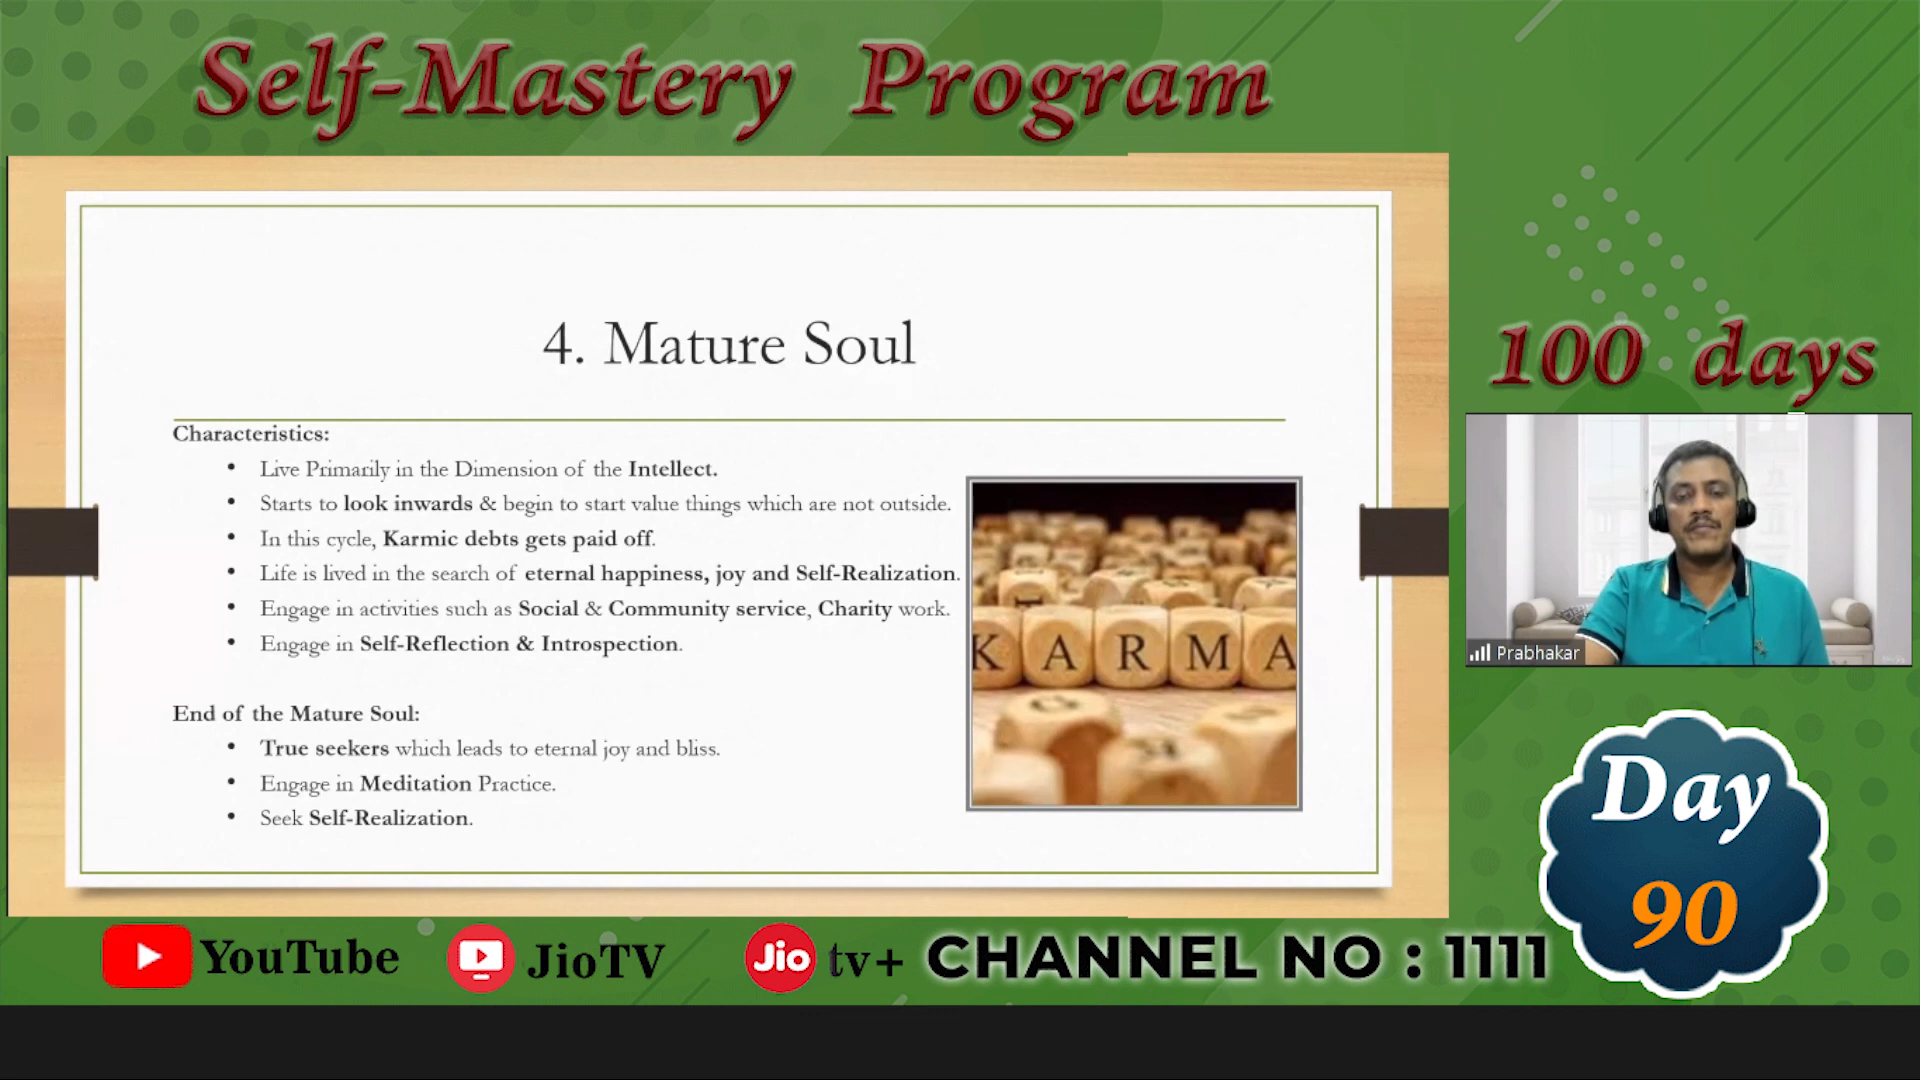 Self-Mastery Program
4. Mature Soul
Characteristics:
• Live Primarily in the Dimension of the Intellect.
• Starts to look inwards & begin to start value things which are not outside.
• In this cycle, Karmic debts gets paid off.
• Life is lived in the search of eternal happiness, joy and Self-Realization.
• Engage in activities such as Social & Community service, Charity work.
• Engage in Self-Reflection & Introspection.
End of the Mature Soul:
• True seekers which leads to eternal joy and bliss.
• Engage in Meditation Practice.
• Seek Self-Realization.
KARMA
100 days
Prabhakar
Day
90
YouTube JioTV Jio tv+ CHANNEL NO : 1111